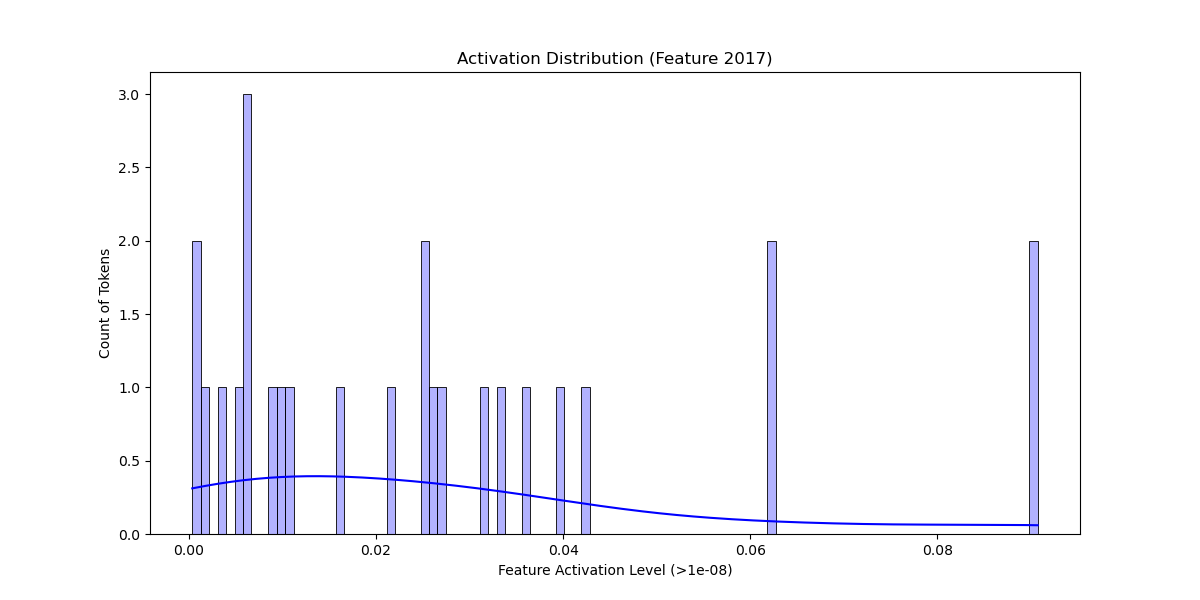 Activation Distribution (Feature 2017)
3.0
2.5
2.0
1.5
1.0
0.5
0.0
Count of Tokens
0.00 0.02 0.04 0.06 0.08
Feature Activation Level (>1e-08)